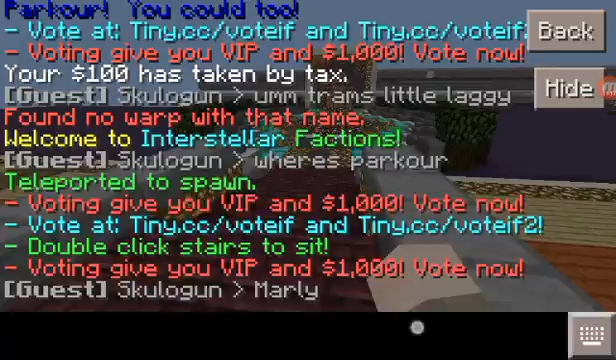 Parkour! You could too!
- Vote at: Tiny.cc/voteif and Tiny.cc/voteif2
- Voting give you VIP and $1,000! Vote now!
Your $100 has taken by tax.
[Guest] Skulogun > umm trams little laggy
Found no warp with that name.
Welcome to Interstellar Factions!
[Guest] Skulogun > wheres parkour
Teleported to spawn.
- Voting give you VIP and $1,000! Vote now!
- Vote at: Tiny.cc/voteif and Tiny.cc/voteif2!
- Double click stairs to sit!
- Voting give you VIP and $1,000! Vote now!
[Guest] Skulogun > Marly
Back
Hide